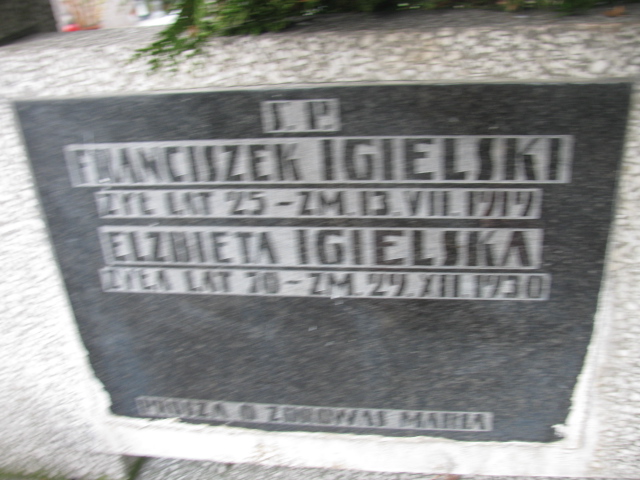 Ś. P.
FRANCISZEK IGIELSKI
ŻYŁ LAT 25 - ZM. 13. VII. 1919
ELŻBIETA IGIELSKA
ŻYŁA LAT 70 - ZM. 29. XII. 1930
PROSZĄ O ZDROWAŚ MARIA